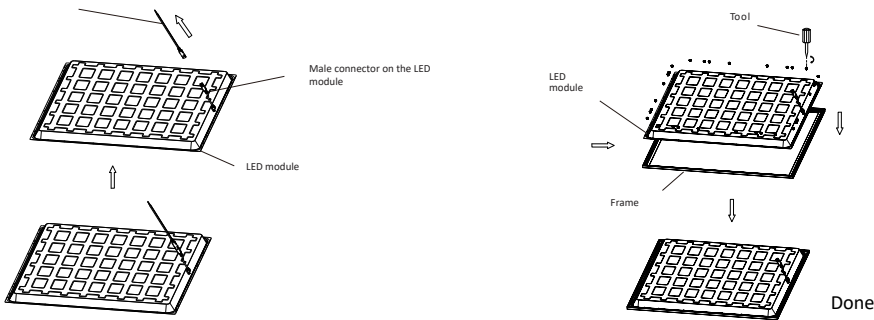 Male connector on the LED
module
LED module
Tool
LED
module
Frame
Done